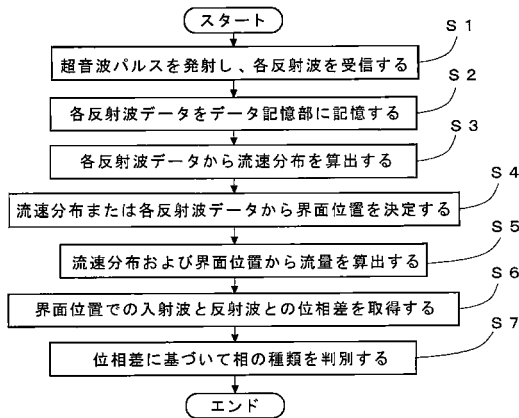 スタート
S1
超音波パルスを発射し、各反射波を受信する
S2
各反射波データをデータ記憶部に記憶する
S3
各反射波データから流速分布を算出する
S4
流速分布または各反射波データから界面位置を決定する
S5
流速分布および界面位置から流量を算出する
S6
界面位置での入射波と反射波との位相差を取得する
S7
位相差に基づいて相の種類を判別する
エンド